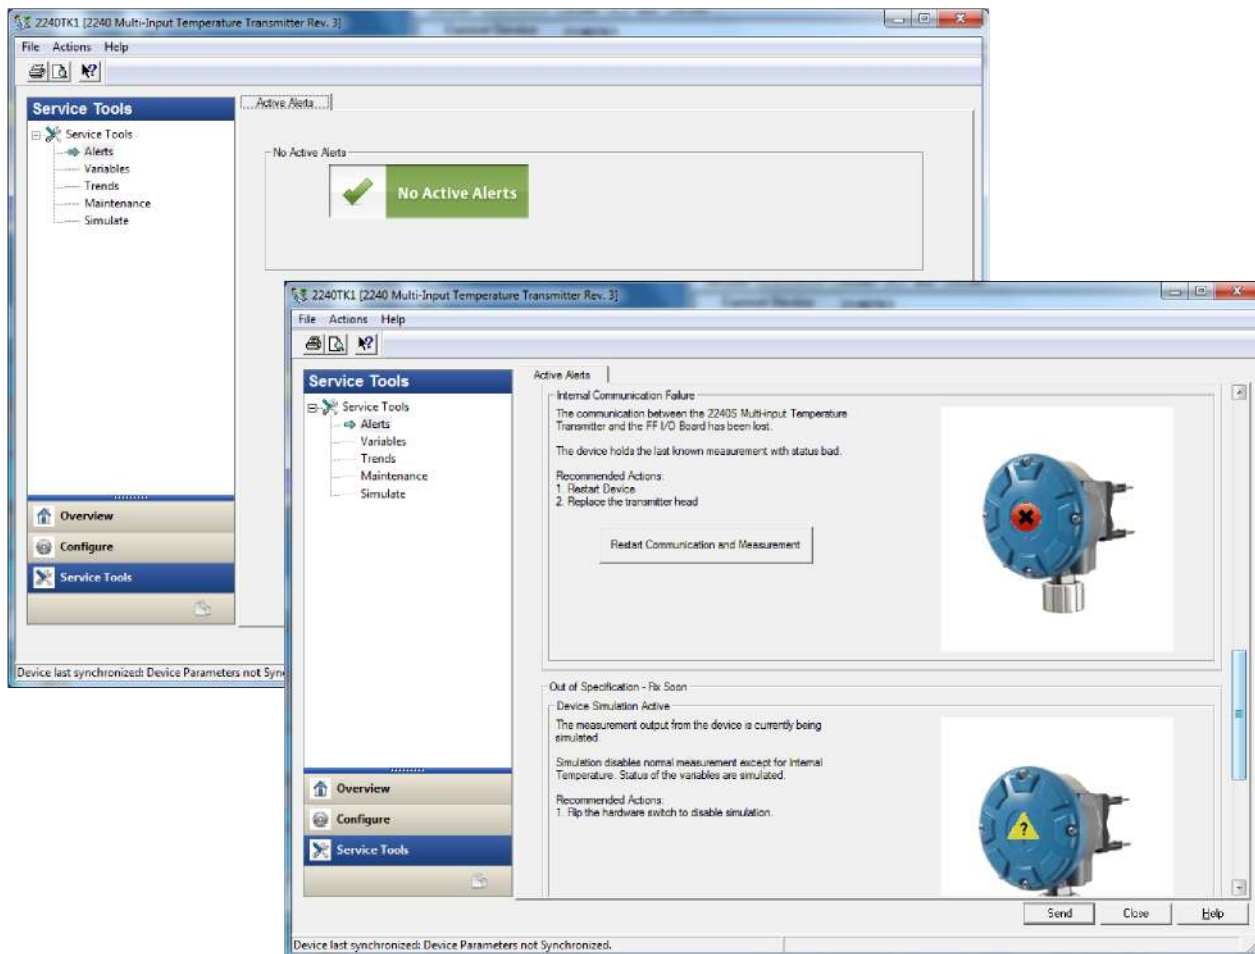 2240TK1 [2240 Multi-Input Temperature Transmitter Rev. 3]
File Actions Help
Service Tools
Service Tools
Alerts
Variables
Trends
Maintenance
Simulate
Overview
Configure
Service Tools
Active Alerts
No Active Alerts
No Active Alerts
Device last synchronized: Device Parameters not Syn
2240TK1 [2240 Multi-Input Temperature Transmitter Rev. 3]
File Actions Help
Service Tools
Service Tools
Alerts
Variables
Trends
Maintenance
Simulate
Overview
Configure
Service Tools
Active Alerts
Internal Communication Failure
The communication between the 2240S Multi-input Temperature
Transmitter and the FF I/O Board has been lost.
The device holds the last known measurement with status bad.
Recommended Actions:
1. Restart Device
2. Replace the transmitter head
Restart Communication and Measurement
Out of Specification - Fix Soon
Device Simulation Active
The measurement output from the device is currently being
simulated.
Simulation disables normal measurement except for Internal
Temperature. Status of the variables are simulated.
Recommended Actions:
1. Flip the hardware switch to disable simulation.
?
Send Close Help
Device last synchronized: Device Parameters not Synchronized.